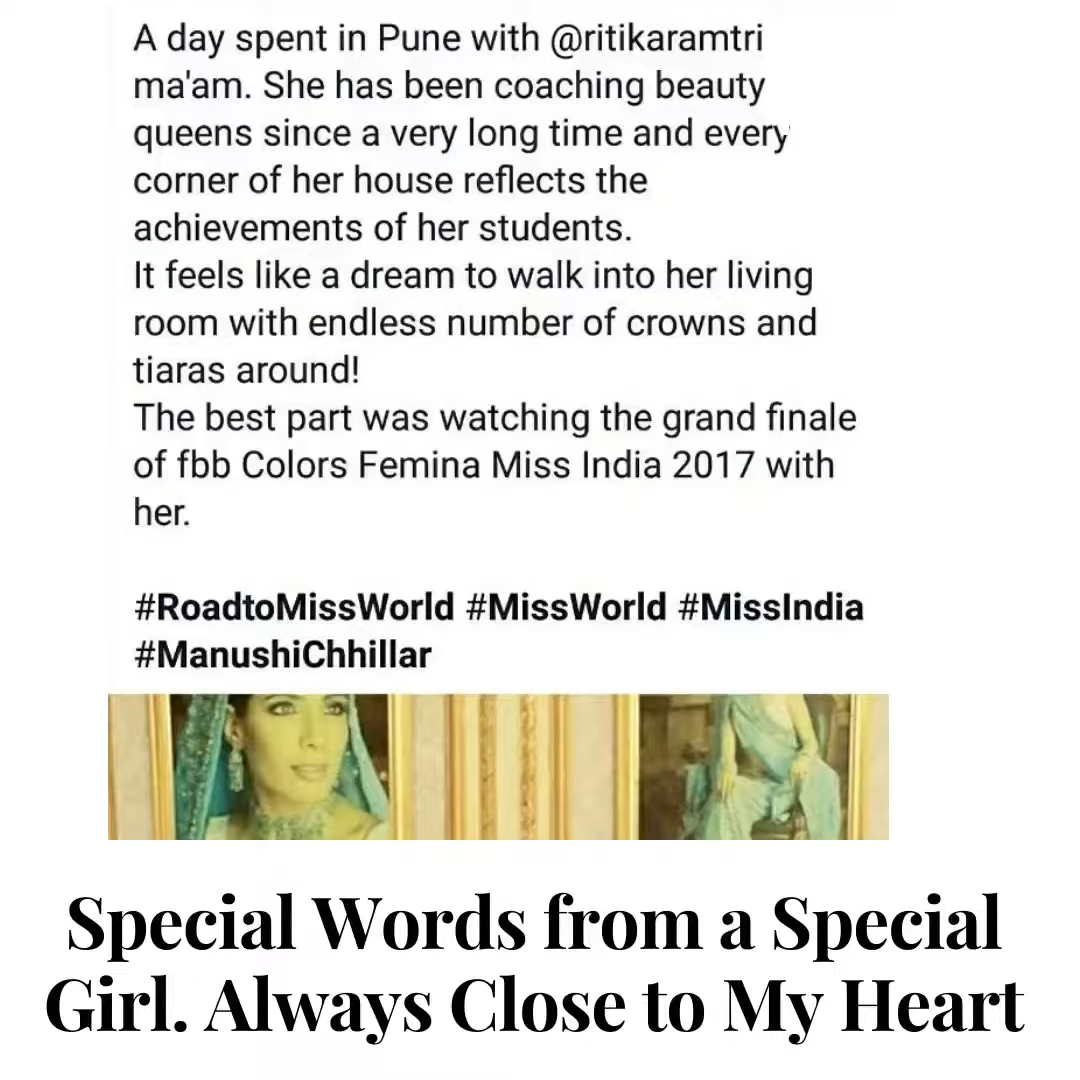 A day spent in Pune with @ritikaramtri
ma'am. She has been coaching beauty
queens since a very long time and every
corner of her house reflects the
achievements of her students.
It feels like a dream to walk into her living
room with endless number of crowns and
tiaras around!
The best part was watching the grand finale
of fbb Colors Femina Miss India 2017 with
her.
#RoadtoMissWorld #MissWorld #MissIndia
#ManushiChhillar
Special Words from a Special
Girl. Always Close to My Heart